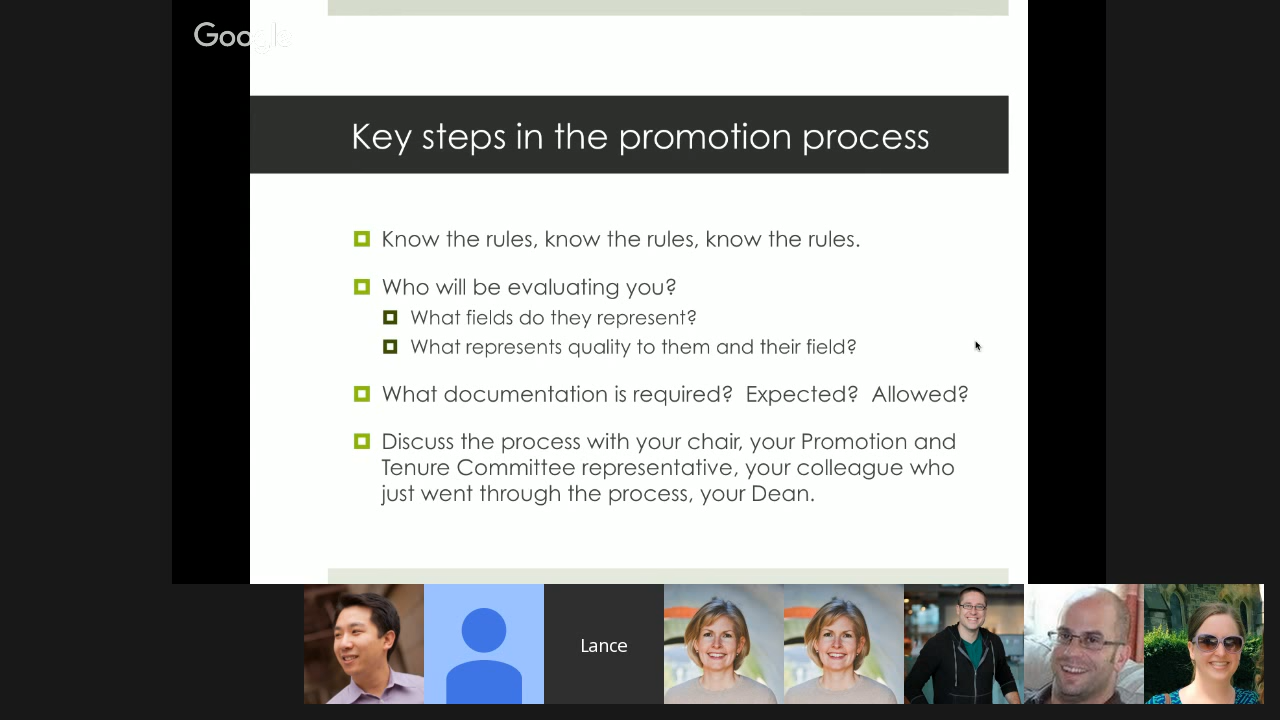 Google
Key steps in the promotion process
Know the rules, know the rules, know the rules.
Who will be evaluating you?
What fields do they represent?
What represents quality to them and their field?
What documentation is required?  Expected?  Allowed?
Discuss the process with your chair, your Promotion and
Tenure Committee representative, your colleague who
just went through the process, your Dean.
Lance